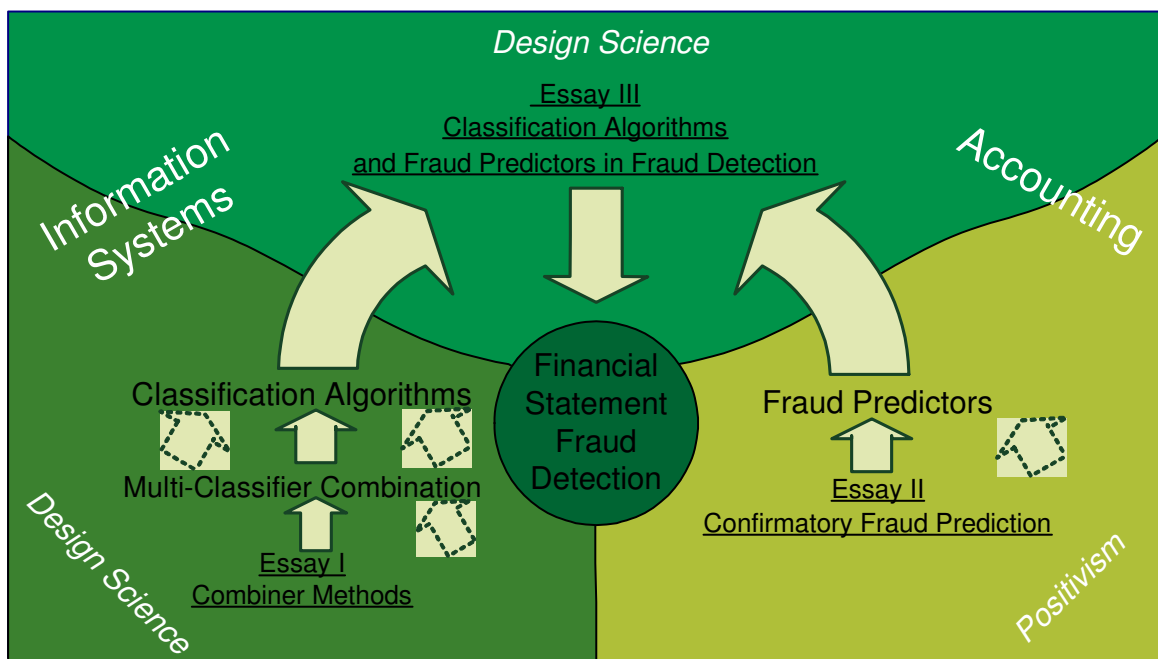 Design Science
Essay III
Classification Algorithms
and Fraud Predictors in Fraud Detection
Information
Systems
Accounting
Financial
Statement
Fraud
Detection
Classification Algorithms
Multi-Classifier Combination
Essay I
Combiner Methods
Design Science
Fraud Predictors
Essay II
Confirmatory Fraud Prediction
Positivism